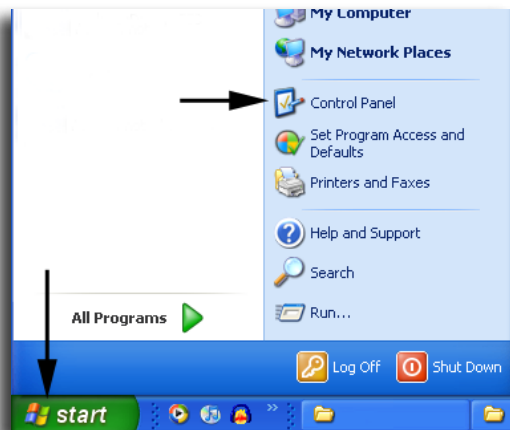 My Computer
My Network Places
Control Panel
Set Program Access and
Defaults
Printers and Faxes
Help and Support
Search
Run...
All Programs
Log Off
Shut Down
start